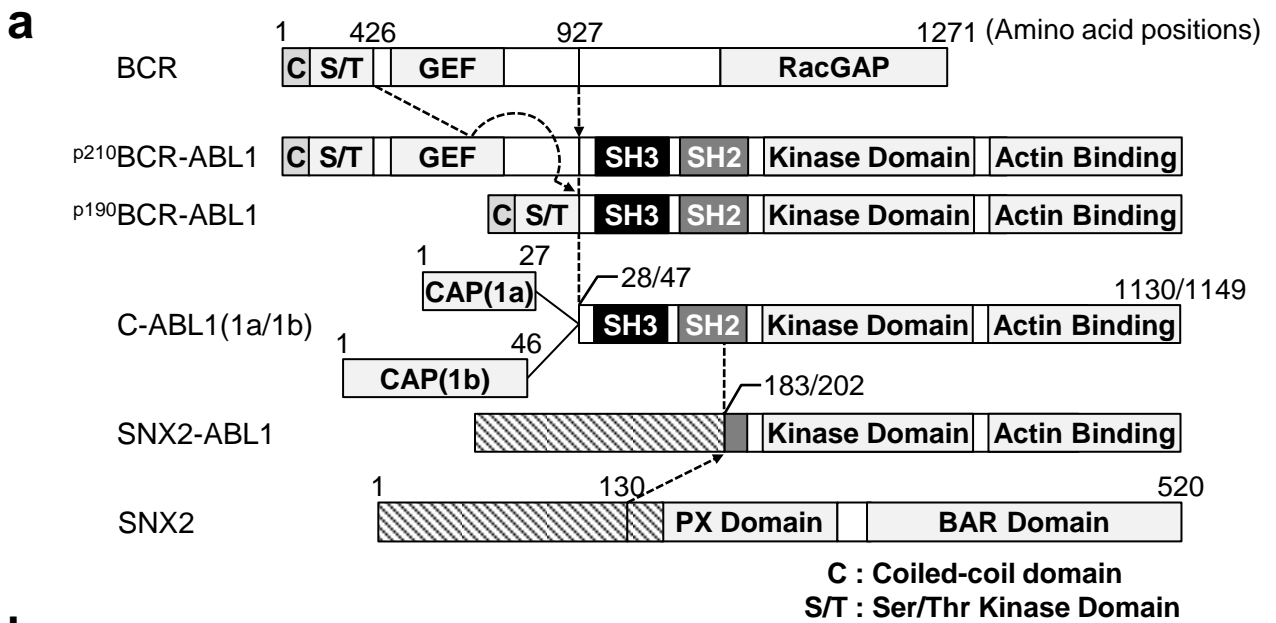 a
1 426 927 1271 (Amino acid positions)
BCR C S/T GEF RacGAP
p210BCR-ABL1 C S/T GEF SH3 SH2 Kinase Domain Actin Binding
p190BCR-ABL1 C S/T SH3 SH2 Kinase Domain Actin Binding
1 27 28/47
CAP(1a) 1130/1149
C-ABL1(1a/1b) SH3 SH2 Kinase Domain Actin Binding
1 46
CAP(1b) 183/202
SNX2-ABL1 Kinase Domain Actin Binding
1 130 520
SNX2 PX Domain BAR Domain
C : Coiled-coil domain
S/T : Ser/Thr Kinase Domain